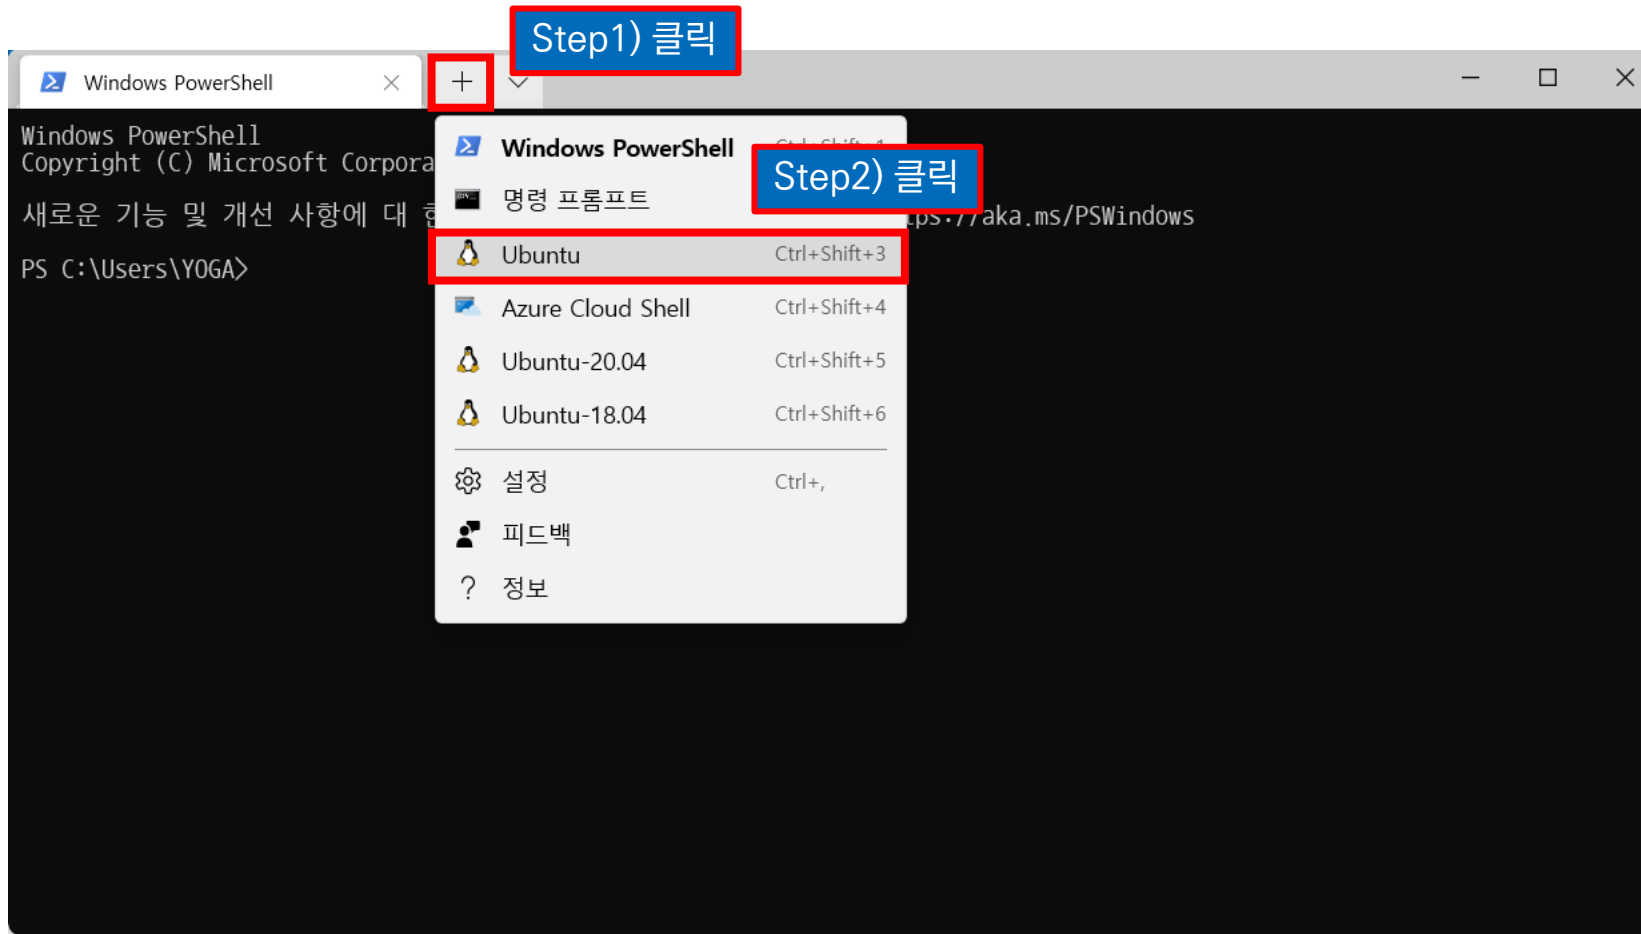 Step1) 클릭
Windows PowerShell
Windows PowerShell
Copyright (C) Microsoft Corpora
새로운 기능 및 개선 사항에 대
ps://aka.ms/PSWindows
PS C:\Users\YOGA>
Windows PowerShell Ctrl+Shift+1
Step2) 클릭
명령 프롬프트
Ubuntu Ctrl+Shift+3
Azure Cloud Shell Ctrl+Shift+4
Ubuntu-20.04 Ctrl+Shift+5
Ubuntu-18.04 Ctrl+Shift+6
설정 Ctrl+,
피드백
? 정보